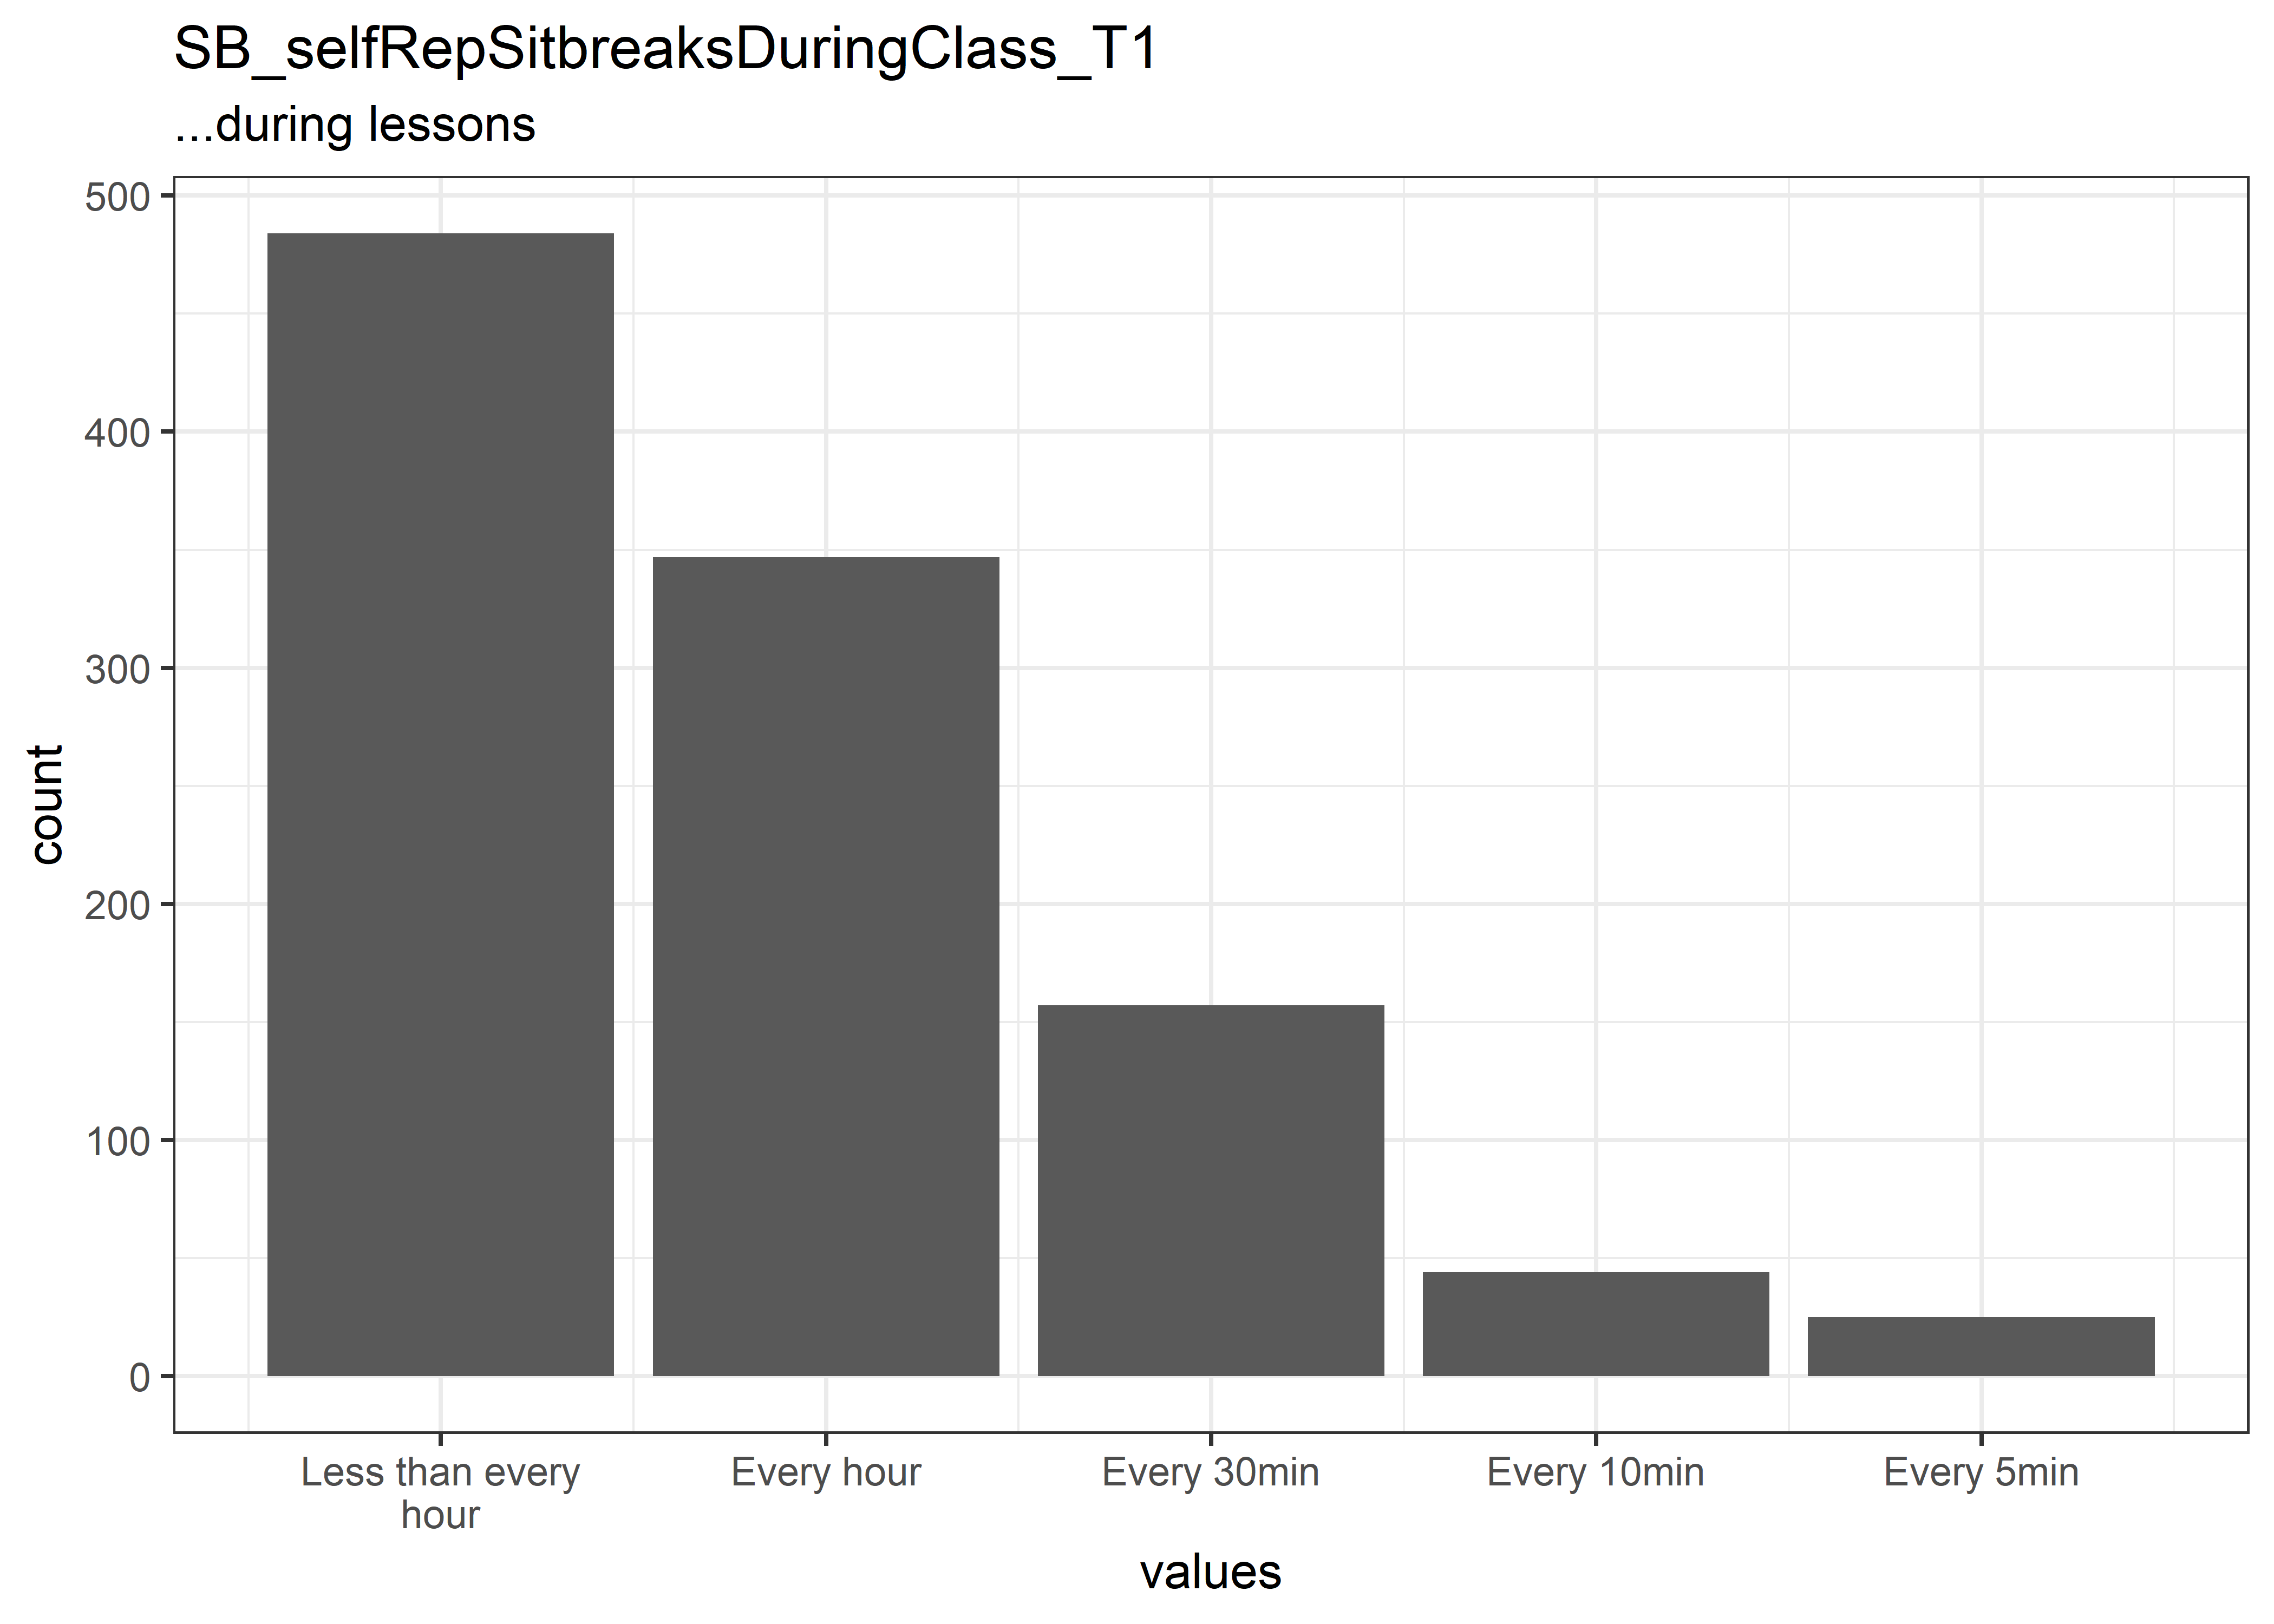 SB_selfRepSitbreaksDuringClass_T1
...during lessons
500
400
300
200
100
0
count
Less than every
hour
Every hour
Every 30min
Every 10min
Every 5min
values